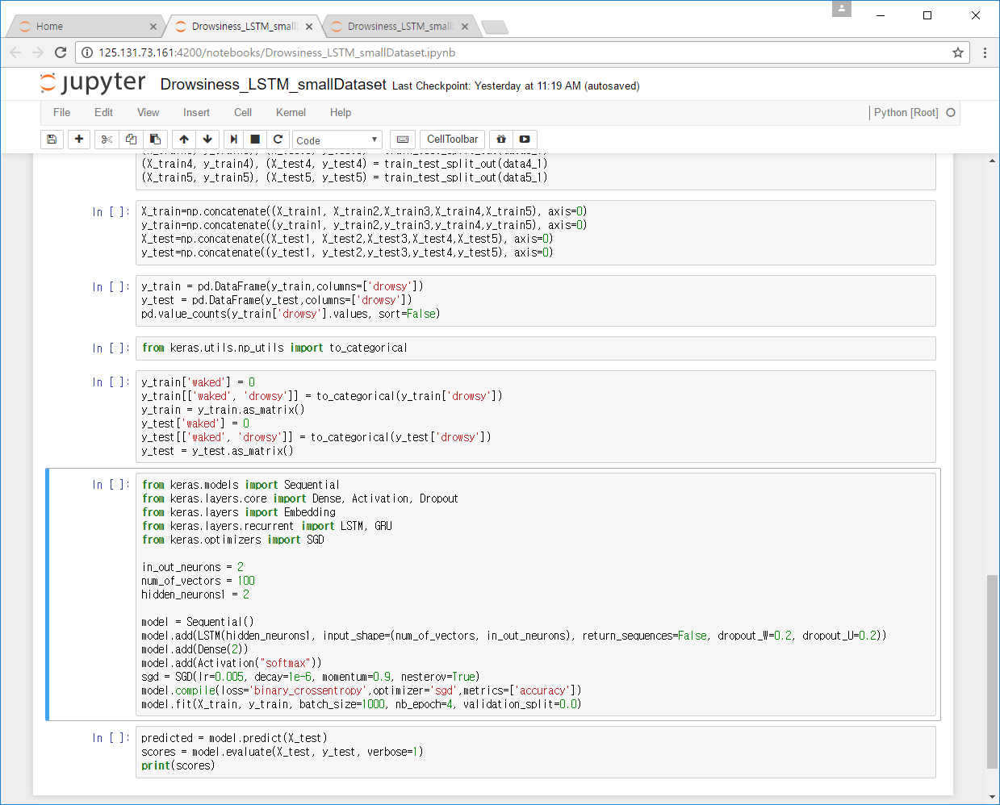 Home
Drowsiness_LSTM_small
Drowsiness_LSTM_small
125.131.73.161:4200/notebooks/Drowsiness_LSTM_smallDataset.ipynb
jupyter Drowsiness_LSTM_smallDataset Last Checkpoint: Yesterday at 11:19 AM (autosaved)
File Edit View Insert Cell Kernel Help Python [Root]
Code CellToolbar
(X_train4, y_train4), (X_test4, y_test4) = train_test_split_out(data4_1)
(X_train5, y_train5), (X_test5, y_test5) = train_test_split_out(data5_1)
In [ ]: X_train=np.concatenate((X_train1, X_train2,X_train3,X_train4,X_train5), axis=0)
y_train=np.concatenate((y_train1, y_train2,y_train3,y_train4,y_train5), axis=0)
X_test=np.concatenate((X_test1, X_test2,X_test3,X_test4,X_test5), axis=0)
y_test=np.concatenate((y_test1, y_test2,y_test3,y_test4,y_test5), axis=0)
In [ ]: y_train = pd.DataFrame(y_train,columns=['drowsy'])
y_test = pd.DataFrame(y_test,columns=['drowsy'])
pd.value_counts(y_train['drowsy'].values, sort=False)
In [ ]: from keras.utils.np_utils import to_categorical
In [ ]: y_train['waked'] = 0
y_train[['waked', 'drowsy']] = to_categorical(y_train['drowsy'])
y_train = y_train.as_matrix()
y_test['waked'] = 0
y_test[['waked', 'drowsy']] = to_categorical(y_test['drowsy'])
y_test = y_test.as_matrix()
In [ ]: from keras.models import Sequential
from keras.layers.core import Dense, Activation, Dropout
from keras.layers import Embedding
from keras.layers.recurrent import LSTM, GRU
from keras.optimizers import SGD
in_out_neurons = 2
num_of_vectors = 100
hidden_neurons1 = 2
model = Sequential()
model.add(LSTM(hidden_neurons1, input_shape=(num_of_vectors, in_out_neurons), return_sequences=False, dropout_W=0.2, dropout_U=0.2))
model.add(Dense(2))
model.add(Activation("softmax"))
sgd = SGD(lr=0.005, decay=1e-6, momentum=0.9, nesterov=True)
model.compile(loss='binary_crossentropy',optimizer='sgd',metrics=['accuracy'])
model.fit(X_train, y_train, batch_size=1000, nb_epoch=4, validation_split=0.0)
In [ ]: predicted = model.predict(X_test)
scores = model.evaluate(X_test, y_test, verbose=1)
print(scores)